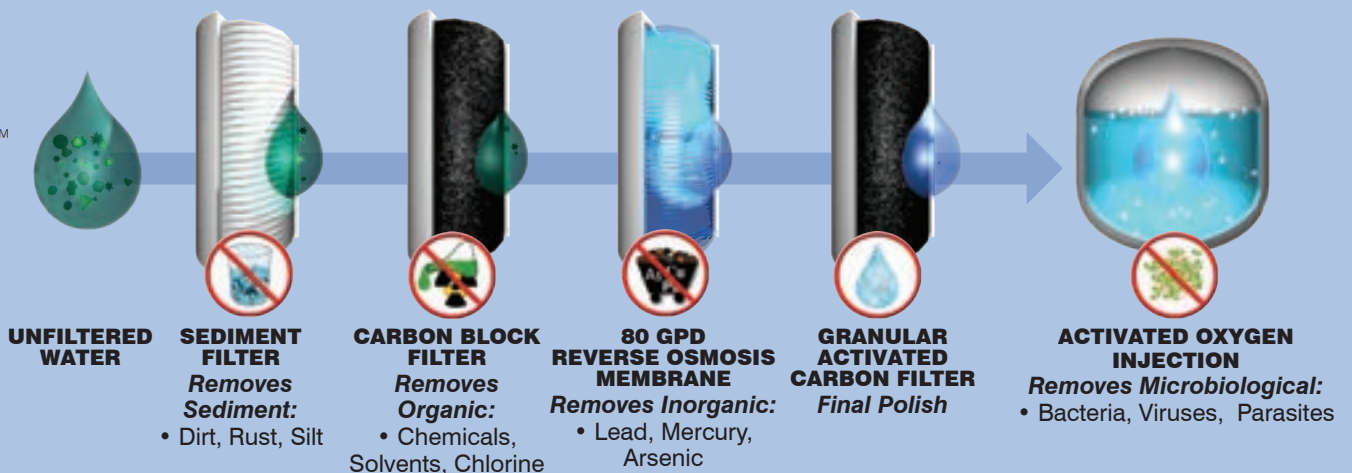 M
UNFILTERED
WATER
SEDIMENT
FILTER
Removes
Sediment:
• Dirt, Rust, Silt
CARBON BLOCK
FILTER
Removes
Organic:
• Chemicals,
Solvents, Chlorine
80 GPD
REVERSE OSMOSIS
MEMBRANE
Removes Inorganic:
• Lead, Mercury,
Arsenic
GRANULAR
ACTIVATED
CARBON FILTER
Final Polish
ACTIVATED OXYGEN
INJECTION
Removes Microbiological:
• Bacteria, Viruses, Parasites